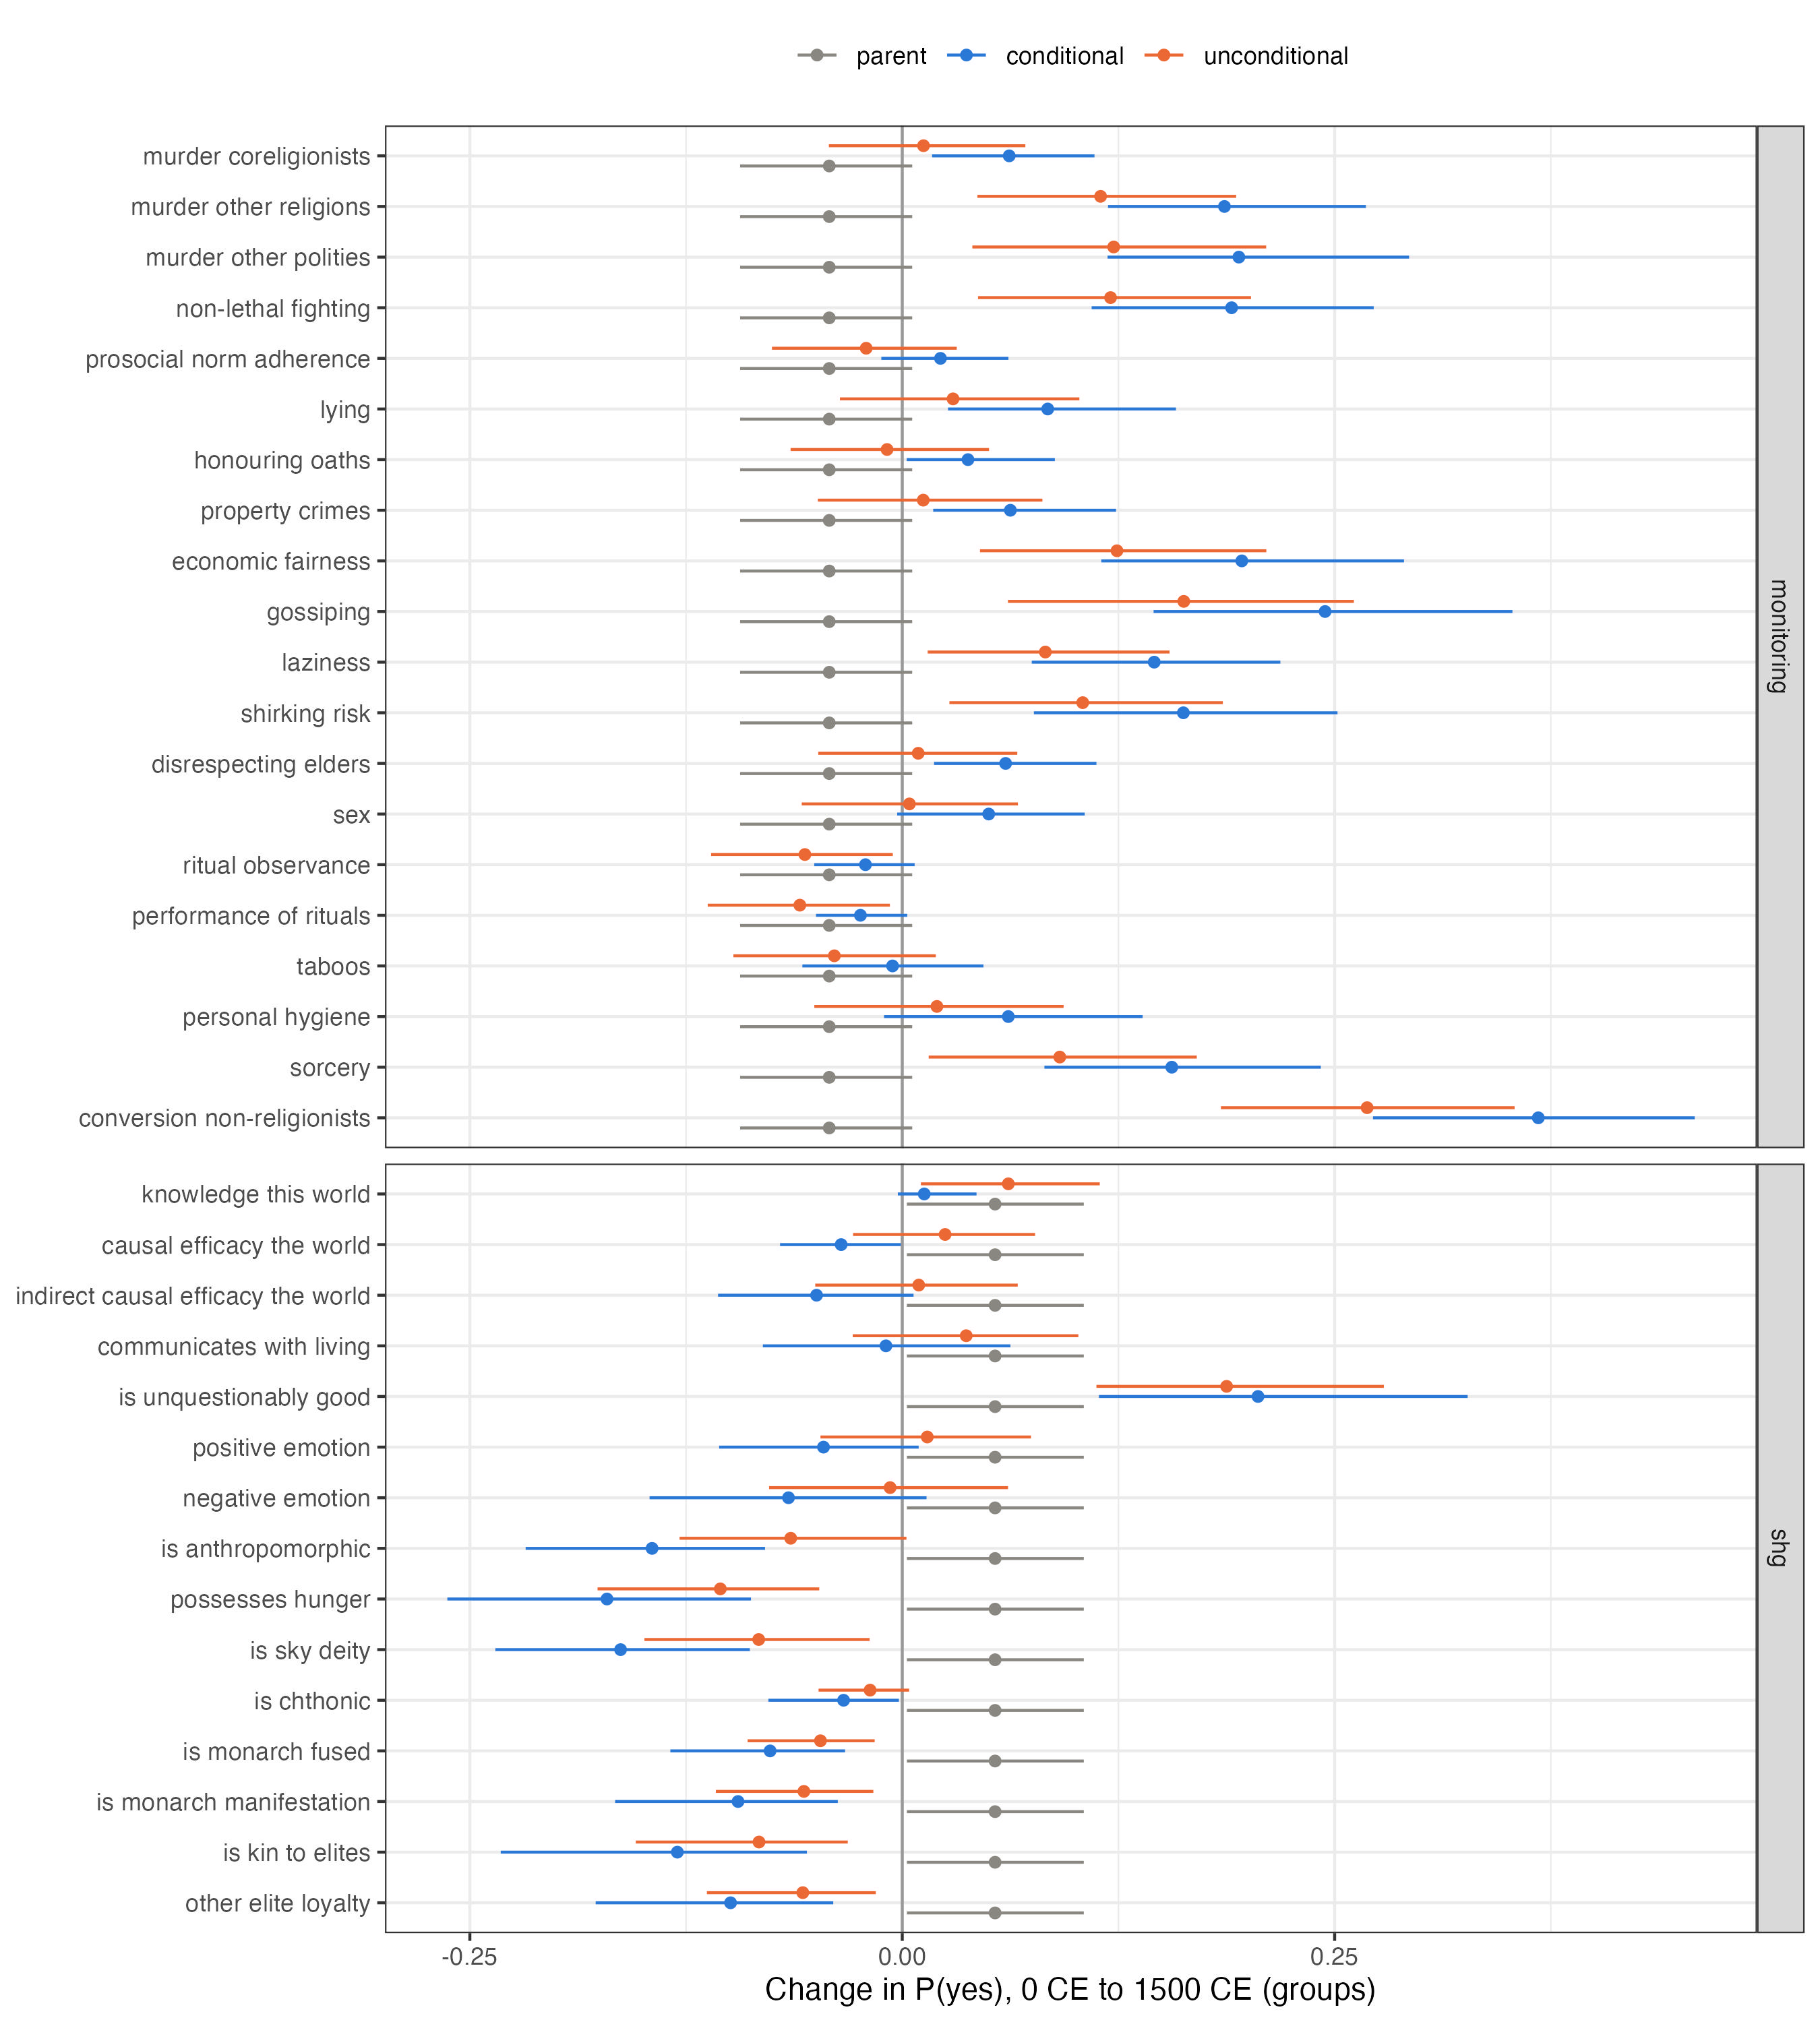 parent conditional unconditional
murder coreligionists
murder other religions
murder other polities
non-lethal fighting
prosocial norm adherence
lying
honouring oaths
property crimes
economic fairness
gossiping
laziness
shirking risk
disrespecting elders
sex
ritual observance
performance of rituals
taboos
personal hygiene
sorcery
conversion non-religionists
monitoring
knowledge this world
causal efficacy the world
indirect causal efficacy the world
communicates with living
is unquestionably good
positive emotion
negative emotion
is anthropomorphic
possesses hunger
is sky deity
is chthonic
is monarch fused
is monarch manifestation
is kin to elites
other elite loyalty
shg
-0.25 0.00 0.25
Change in P(yes), 0 CE to 1500 CE (groups)